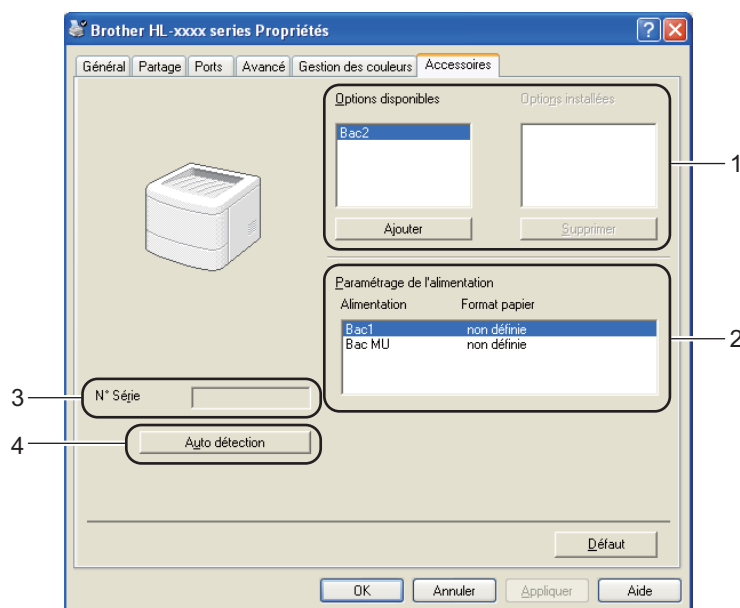 Brother HL-xxxx series Propriétés
Général Partage Ports Avancé Gestion des couleurs Accessoires
Options disponibles Options installées
Bac2
1
Ajouter Supprimer
Paramétrage de l'alimentation
Alimentation Format papier
Bac1 non définie
Bac MU non définie
2
3 N° Série
4 Auto détection
Défaut
OK Annuler Appliquer Aide